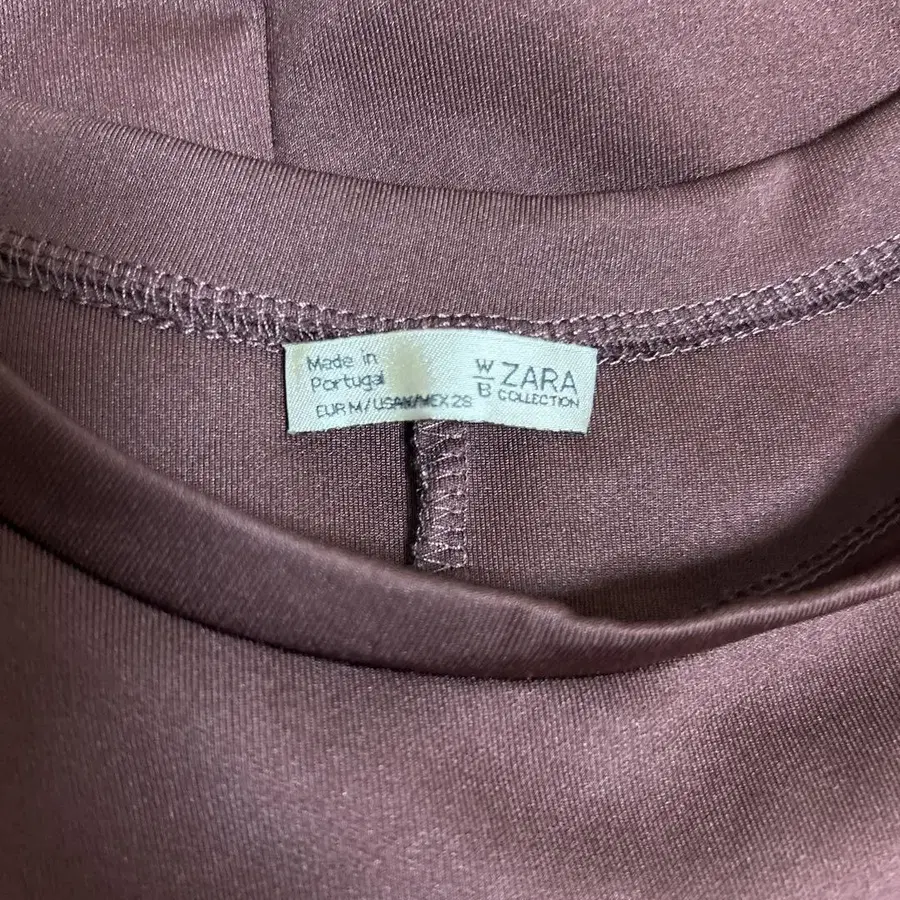 Made in
Portugal
EUR M/USA M/MEX 28
W
B
ZARA
COLLECTION